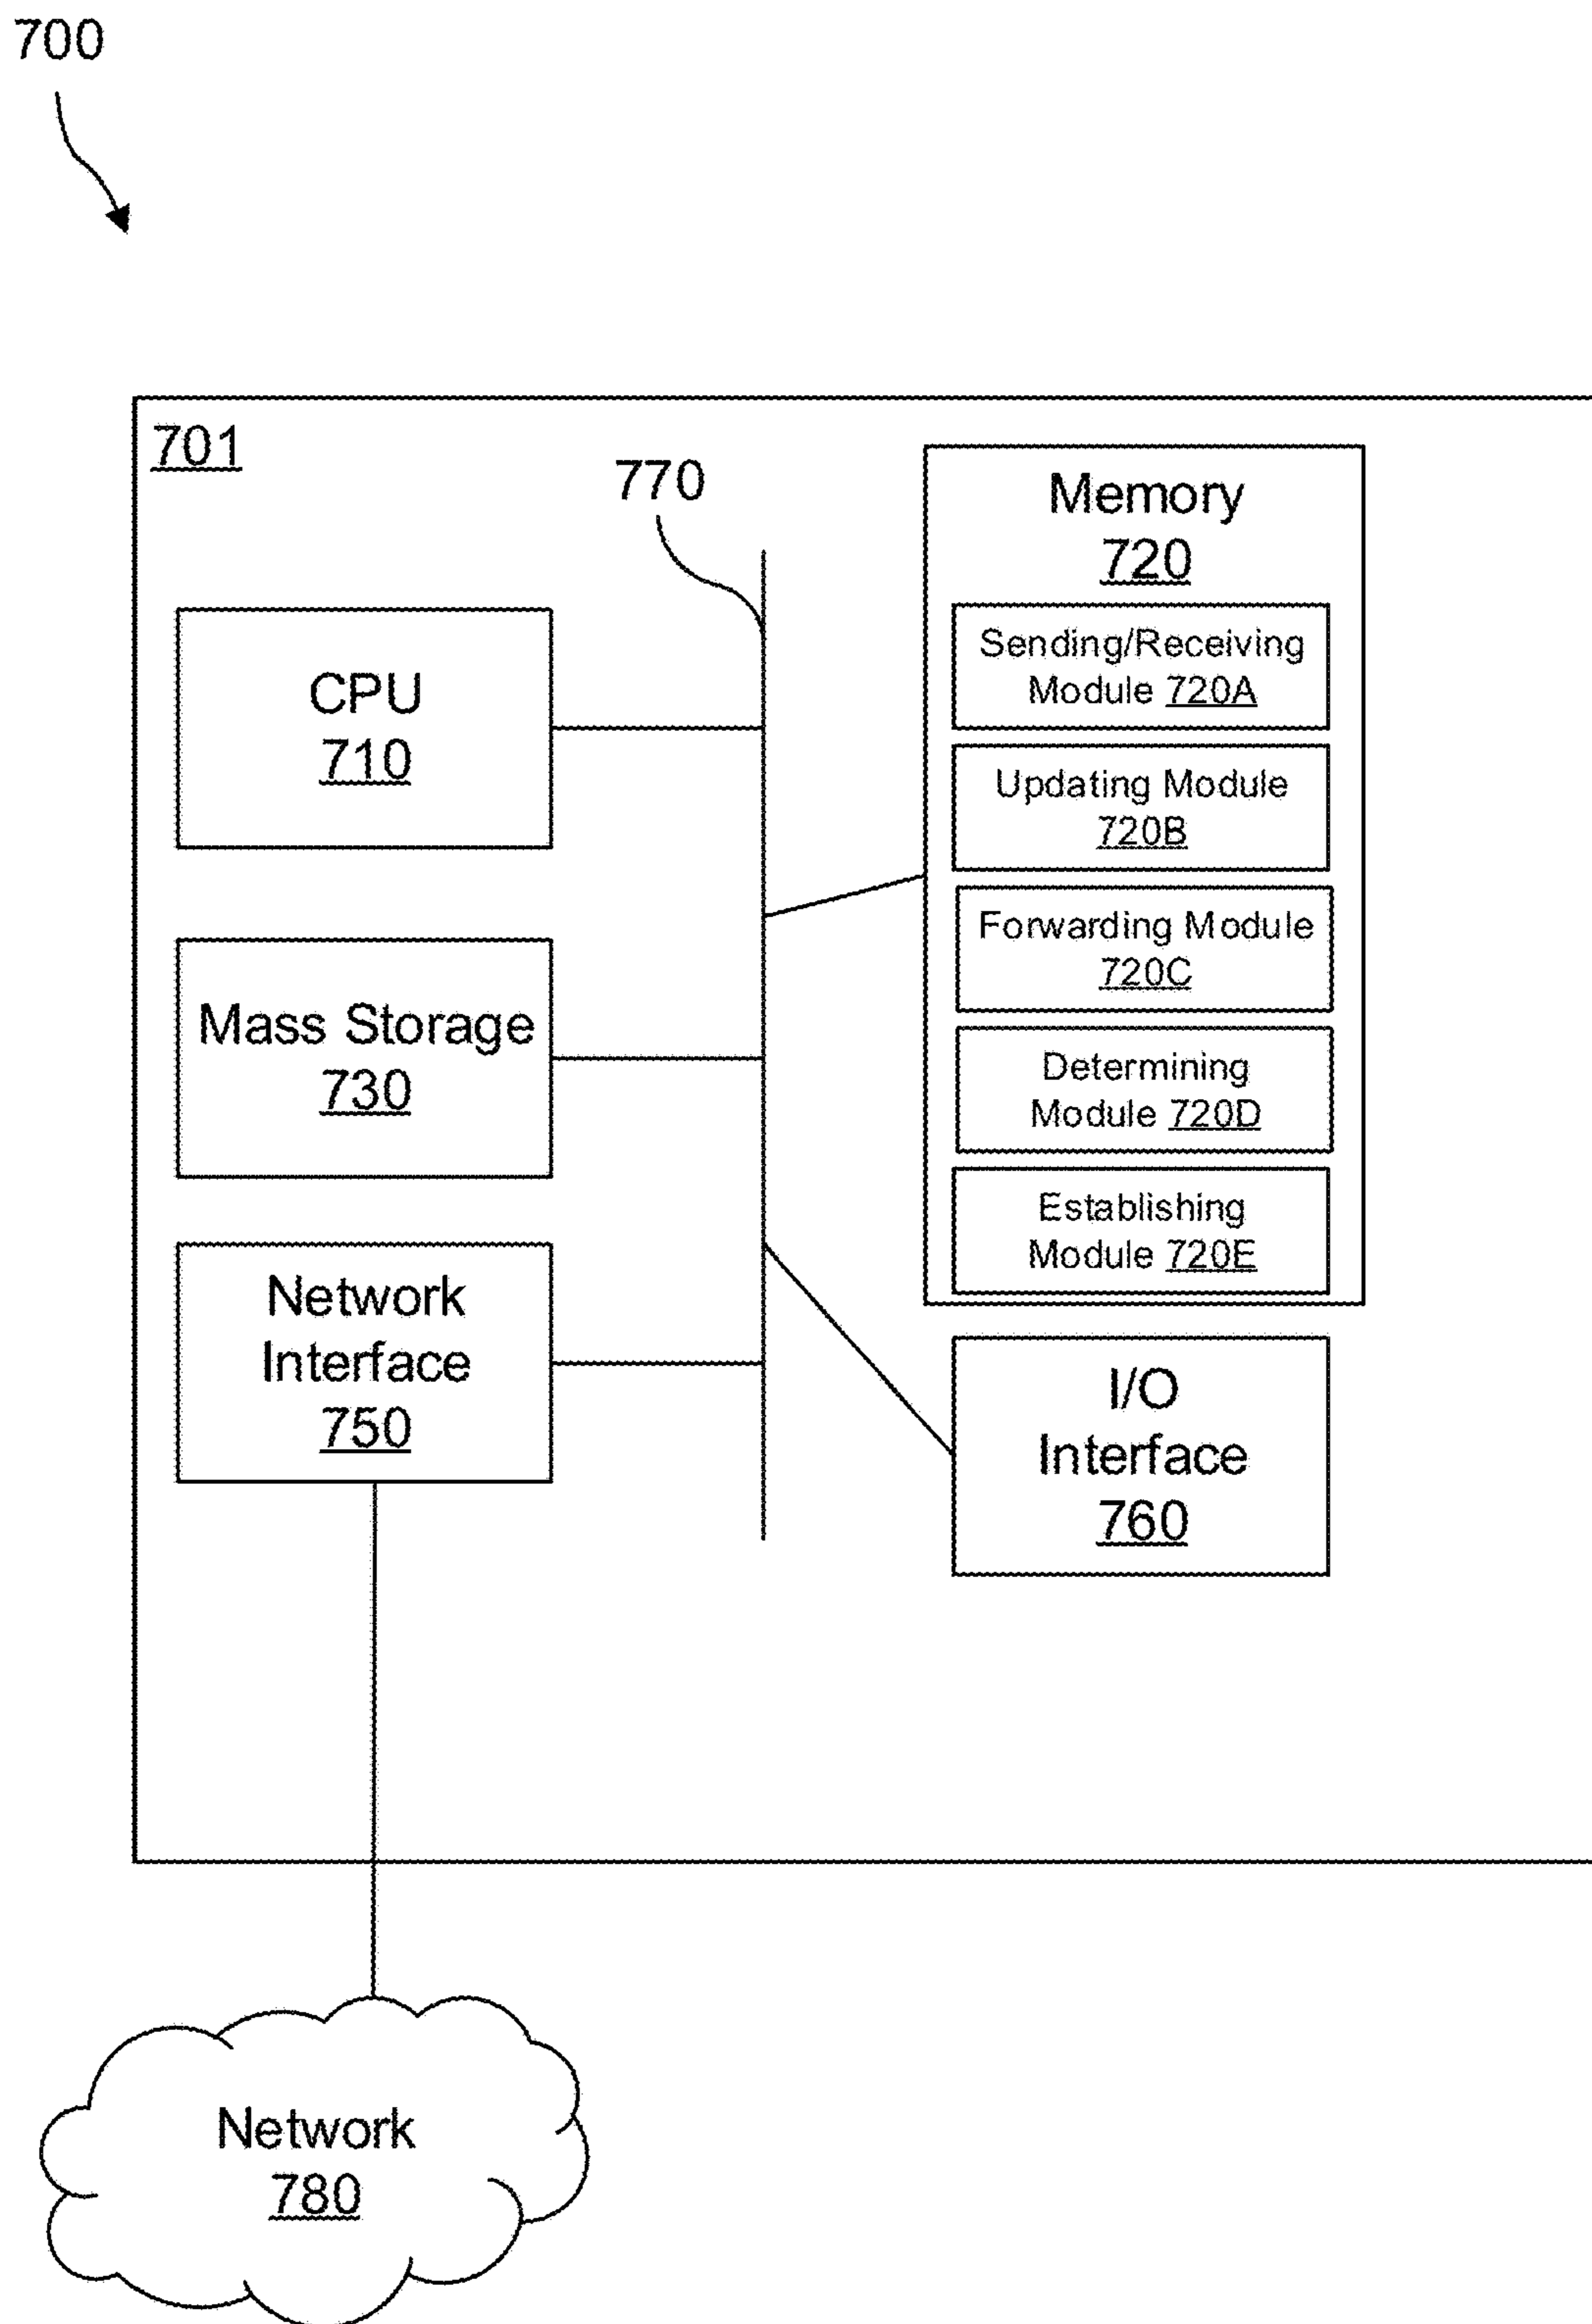 700
701
770
CPU
710
Mass Storage
730
Network
Interface
750
Memory
720
Sending/Receiving
Module 720A
Updating Module
720B
Forwarding Module
720C
Determining
Module 720D
Establishing
Module 720E
I/O
Interface
760
Network
780